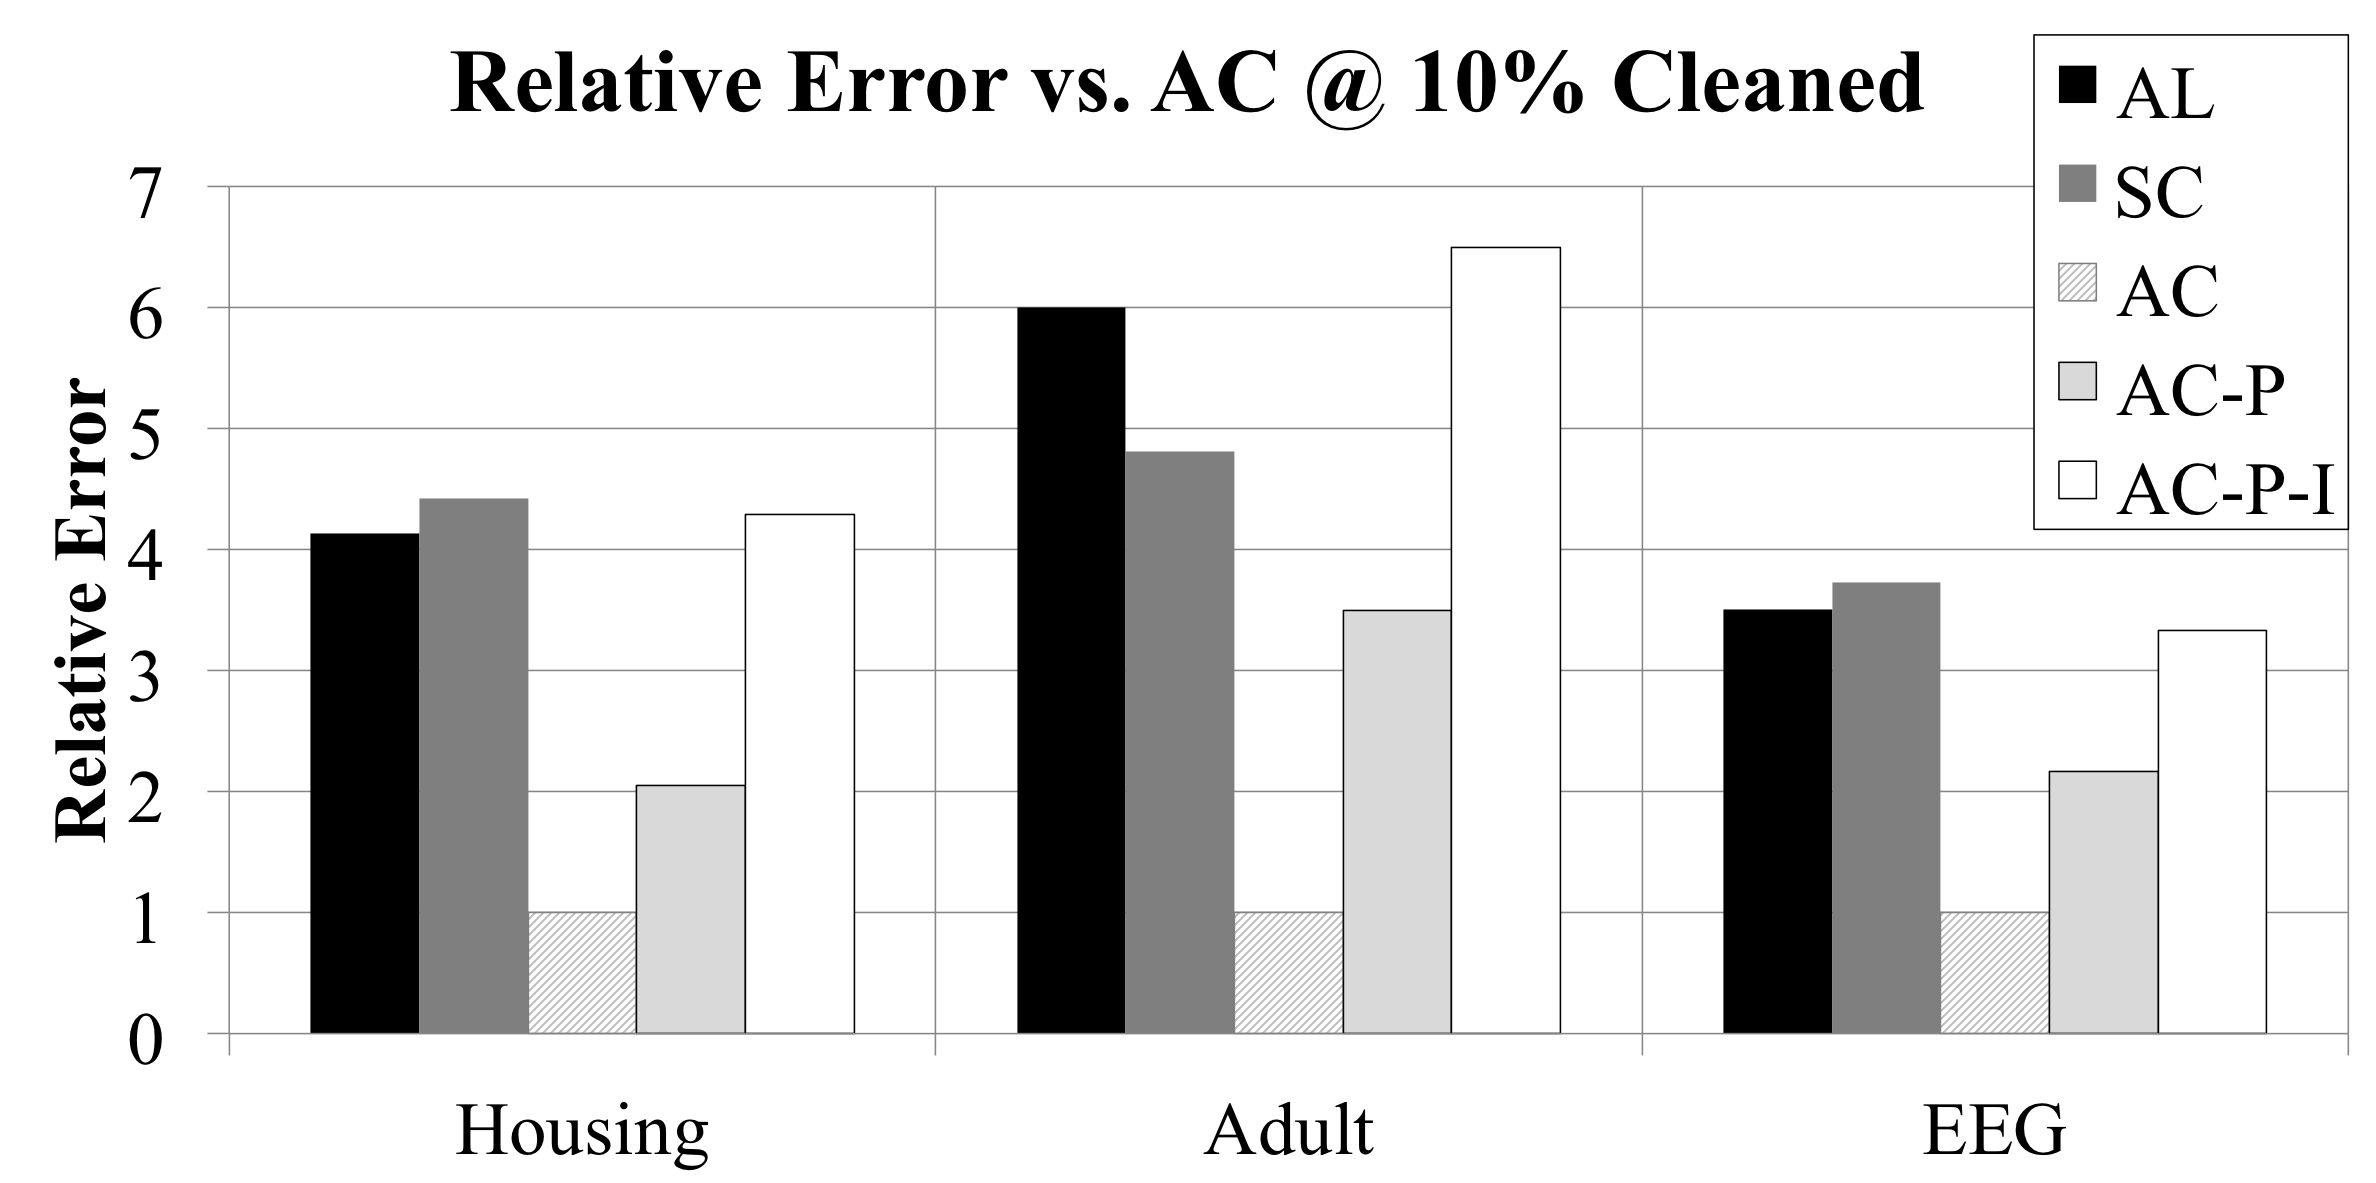 Relative Error vs. AC @ 10% Cleaned
AL
SC
AC
AC-P
AC-P-I
Relative Error
7
6
5
4
3
2
1
0
Housing
Adult
EEG